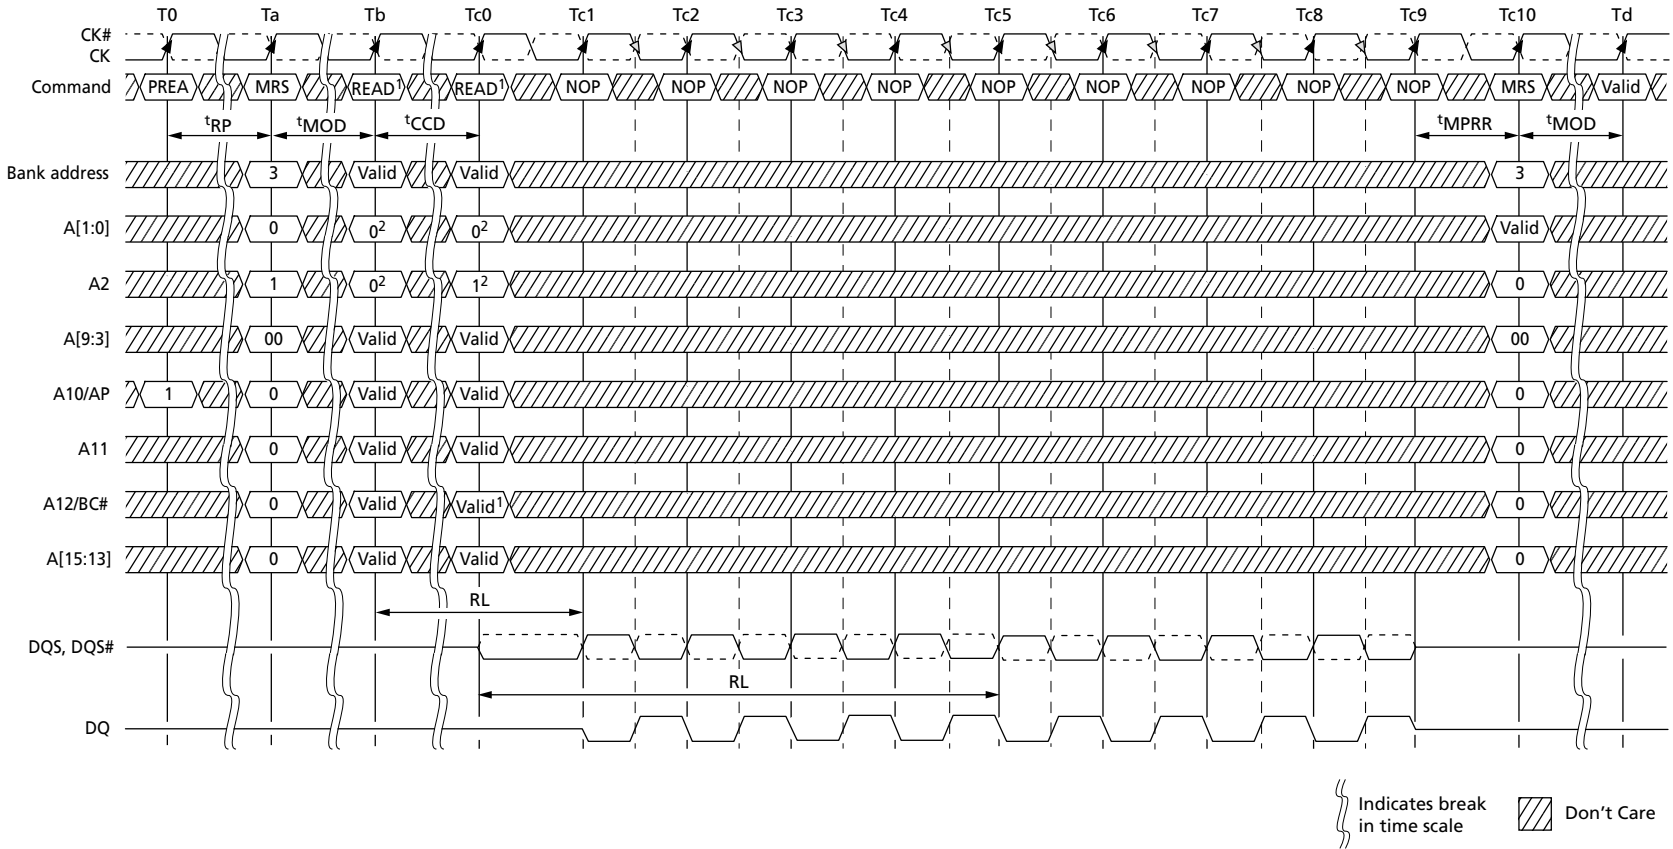 T0 Ta Tb Tc0 Tc1 Tc2 Tc3 Tc4 Tc5 Tc6 Tc7 Tc8 Tc9 Tc10 Td
CK#
CK
Command PREA MRS READ1 READ1 NOP NOP NOP NOP NOP NOP NOP NOP NOP MRS Valid
tRP tMOD tCCD tMPRR tMOD
Bank address 3 Valid Valid 3
A[1:0] 0 02 02 Valid
A2 1 02 12 0
A[9:3] 00 Valid Valid 00
A10/AP 1 0 Valid Valid 0
A11 0 Valid Valid 0
A12/BC# 0 Valid Valid1 0
A[15:13] 0 Valid Valid 0
RL
DQS, DQS#
RL
DQ
Indicates break
in time scale
Don't Care